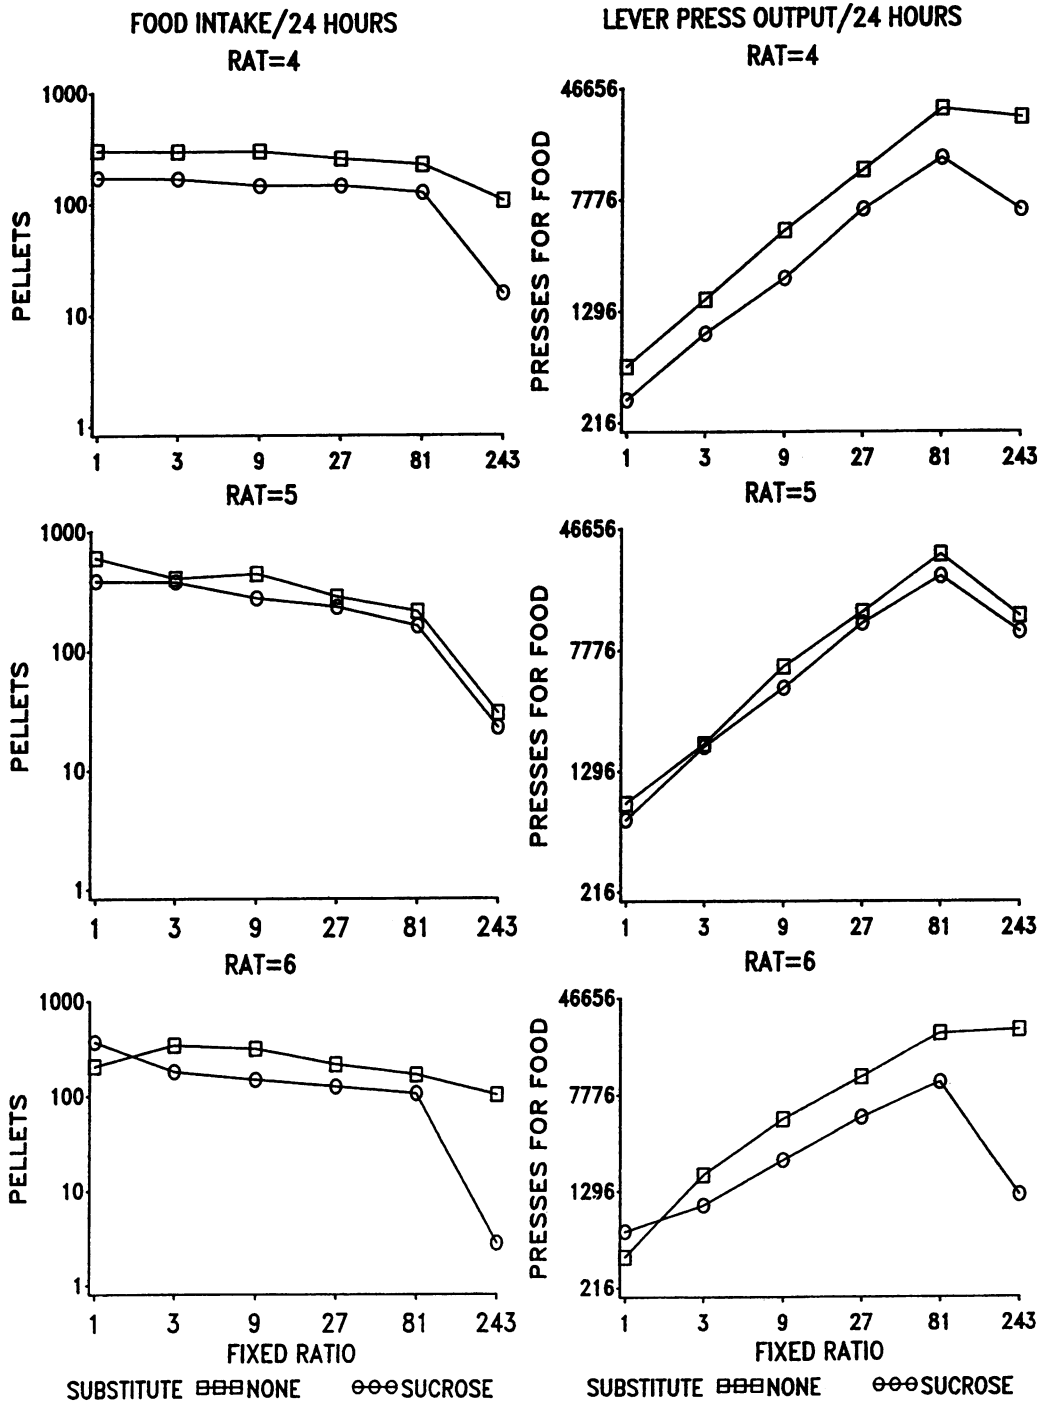 FOOD INTAKE/24 HOURS
RAT=4
1000
100
10
1
PELLETS
1 3 9 27 81 243
LEVER PRESS OUTPUT/24 HOURS
RAT=4
46656
7776
1296
216
PRESSES FOR FOOD
1 3 9 27 81 243
RAT=5
1000
100
10
1
PELLETS
1 3 9 27 81 243
RAT=5
46656
7776
1296
216
PRESSES FOR FOOD
1 3 9 27 81 243
RAT=6
1000
100
10
1
PELLETS
1 3 9 27 81 243
FIXED RATIO
SUBSTITUTE NONE SUCROSE
RAT=6
46656
7776
1296
216
PRESSES FOR FOOD
1 3 9 27 81 243
FIXED RATIO
SUBSTITUTE NONE SUCROSE